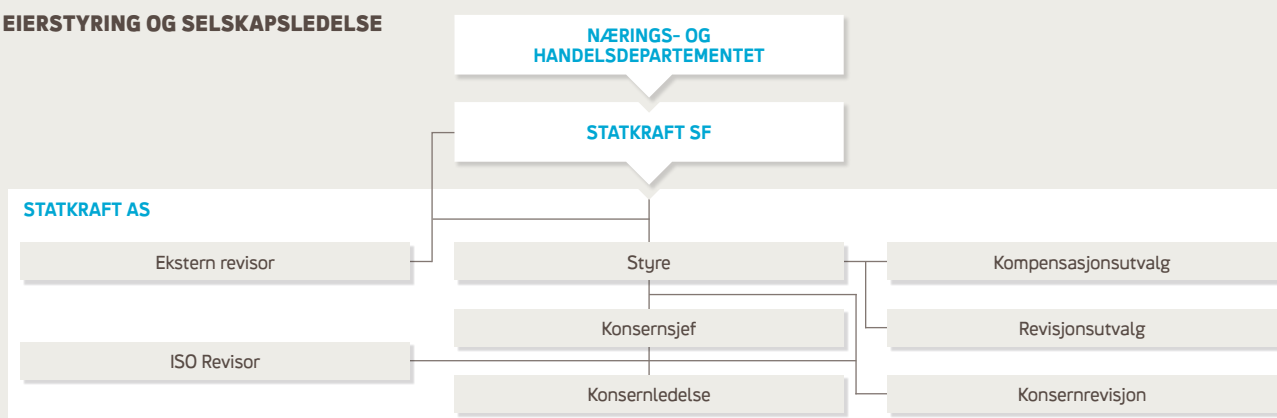 EIERSTYRING OG SELSKAPSLEDELSE
NÆRINGS- OG
HANDELSDEPARTEMENTET
STATKRAFT SF
STATKRAFT AS
Ekstern revisor
Styre
Kompensasjonsutvalg
Konsernsjef
Revisjonsutvalg
ISO Revisor
Konsernledelse
Konsernrevisjon